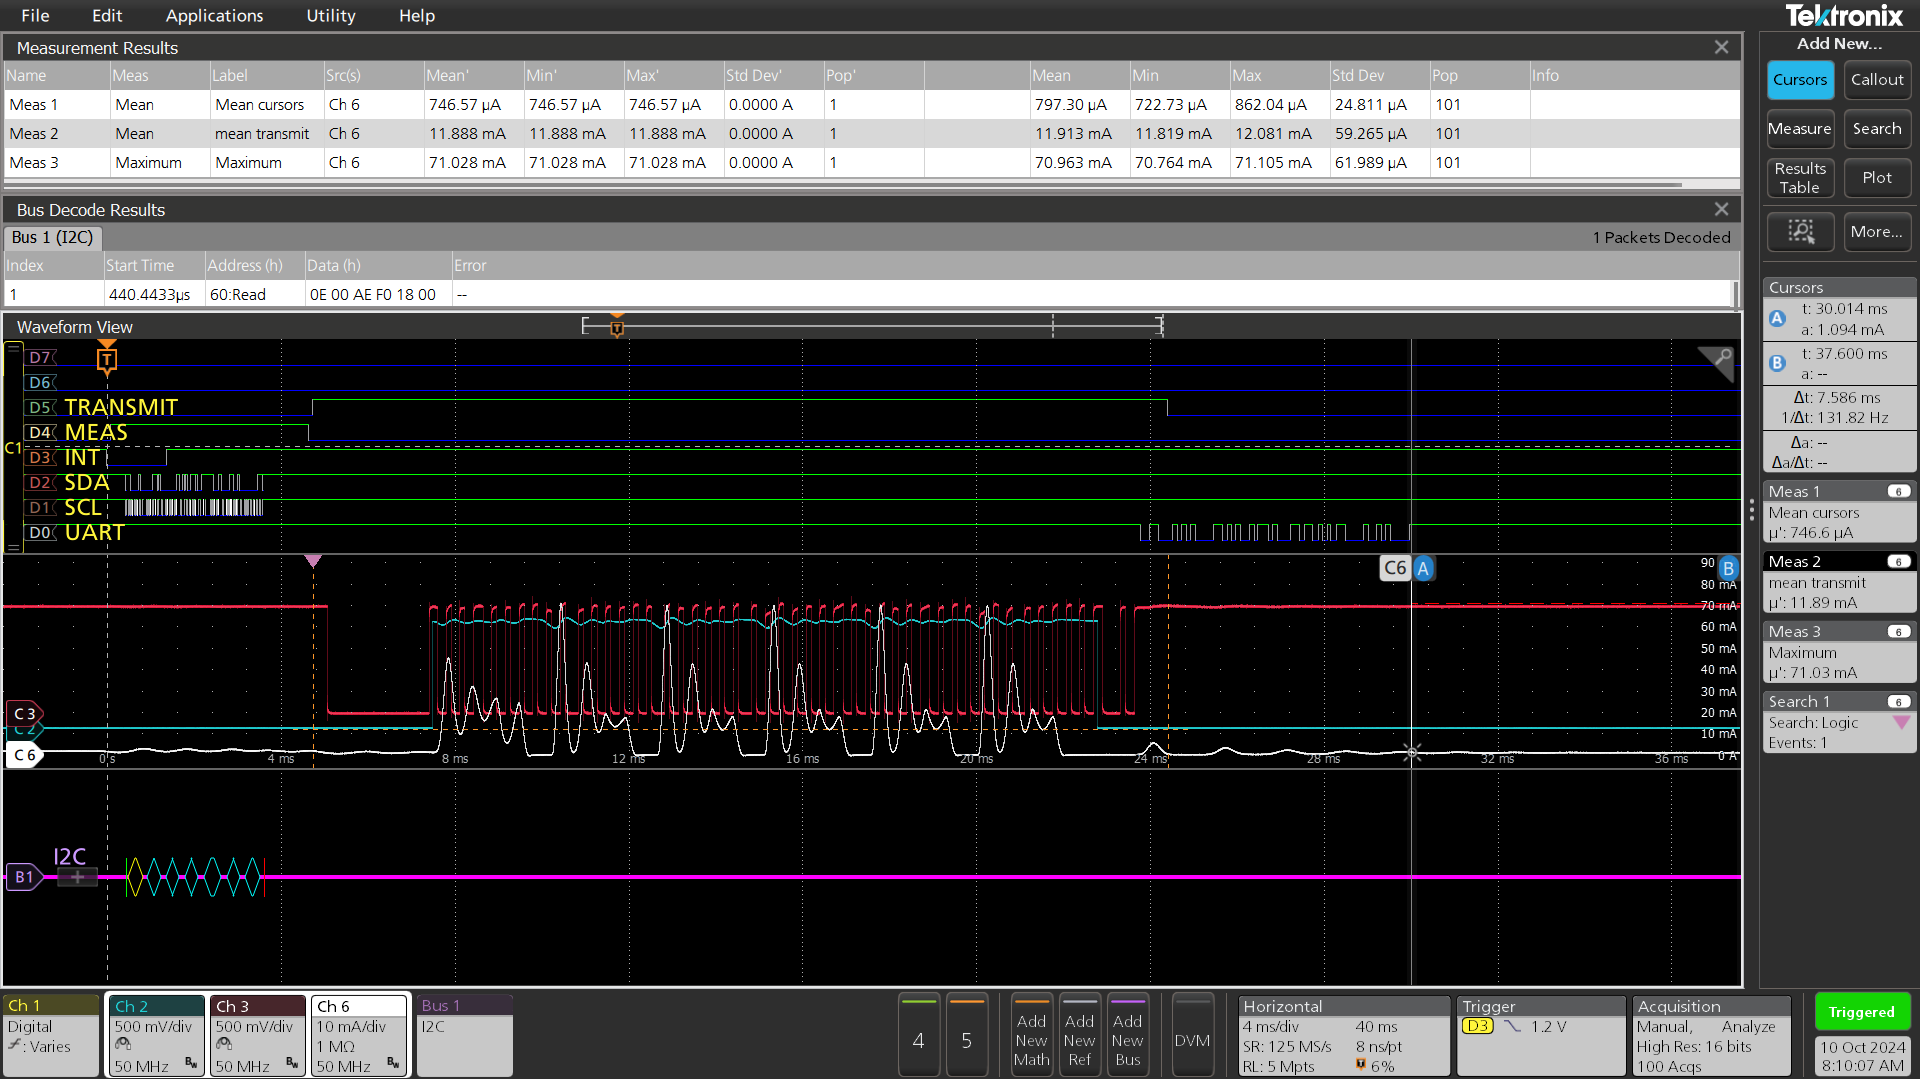 File Edit Applications Utility Help Tektronix
Measurement Results
Name Meas Label Src(s) Mean' Min' Max' Std Dev' Pop' Mean Min Max Std Dev Pop Info
Meas 1 Mean Mean cursors Ch 6 746.57 µA 746.57 µA 746.57 µA 0.0000 A 1 797.30 µA 722.73 µA 862.04 µA 24.811 µA 101
Meas 2 Mean mean transmit Ch 6 11.888 mA 11.888 mA 11.888 mA 0.0000 A 1 11.913 mA 11.819 mA 12.081 mA 59.265 µA 101
Meas 3 Maximum Maximum Ch 6 71.028 mA 71.028 mA 71.028 mA 0.0000 A 1 70.963 mA 70.764 mA 71.105 mA 61.989 µA 101
Bus Decode Results
Bus 1 (I2C) 1 Packets Decoded
Index Start Time Address (h) Data (h) Error
1 440.4433µs 60:Read 0E 00 AE F0 18 00 --
Waveform View
T
T
D7
D6
D5 TRANSMIT
D4 MEAS
C1
D3 INT
D2 SDA
D1 SCL
D0 UART
C6 A B
90
80 mA
70 mA
60 mA
50 mA
40 mA
30 mA
20 mA
10 mA
0 A
C 3
C 2
C 6
0 s 4 ms 8 ms 12 ms 16 ms 20 ms 24 ms 28 ms 32 ms 36 ms
I2C
B1 +
Add New...
Cursors Callout
Measure Search
Results Table Plot
More...
Cursors
A t: 30.014 ms
a: 1.094 mA
B t: 37.600 ms
a: --
Δt: 7.586 ms
1/Δt: 131.82 Hz
Δa: --
Δa/Δt: --
Meas 1 6
Mean cursors
µ': 746.6 µA
Meas 2 6
mean transmit
µ': 11.89 mA
Meas 3 6
Maximum
µ': 71.03 mA
Search 1 6
Search: Logic
Events: 1
Ch 1
Digital
: Varies
Ch 2
500 mV/div
50 MHz Bw
Ch 3
500 mV/div
50 MHz Bw
Ch 6
10 mA/div
1 MΩ
50 MHz Bw
Bus 1
I2C
4
5
Add New Math
Add New Ref
Add New Bus
DVM
Horizontal
4 ms/div 40 ms
SR: 125 MS/s 8 ns/pt
RL: 5 Mpts T 6%
Trigger
D3 1.2 V
Acquisition
Manual, Analyze
High Res: 16 bits
100 Acqs
Triggered
10 Oct 2024
8:10:07 AM